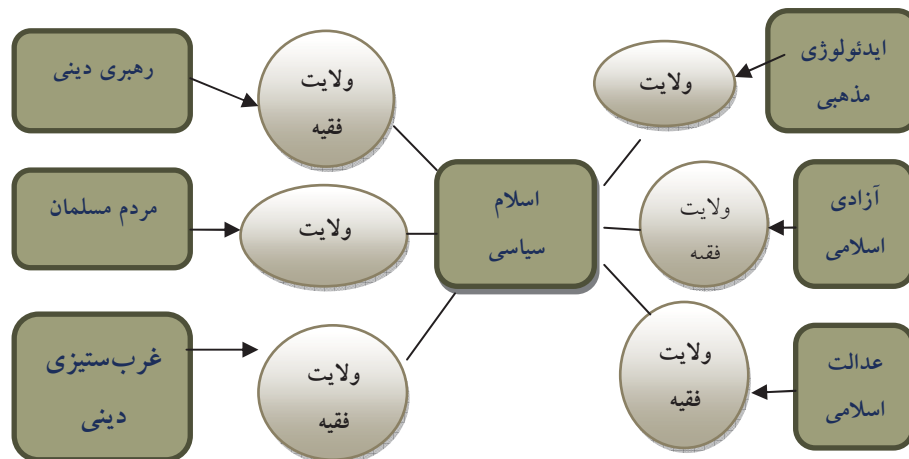 ایدئولوژی
مذهبی
ولایت
ولایت
فقیه
رهبری دینی
آزادی
اسلامی
ولایت
فقیه
اسلام
سیاسی
ولایت
مردم مسلمان
عدالت
اسلامی
ولایت
فقیه
ولایت
فقیه
غرب‌ستیزی
دینی